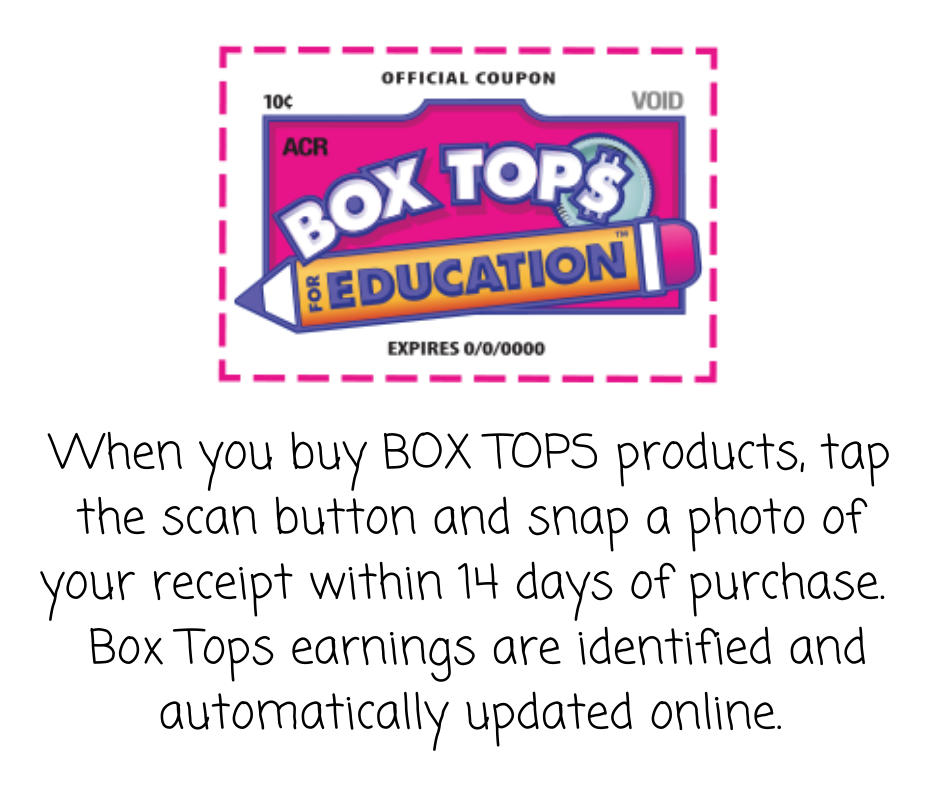 OFFICIAL COUPON
10¢ VOID
ACR
BOX TOP$
FOR EDUCATION™
EXPIRES 0/0/0000
When you buy BOX TOPS products, tap
the scan button and snap a photo of
your receipt within 14 days of purchase.
Box Tops earnings are identified and
automatically updated online.